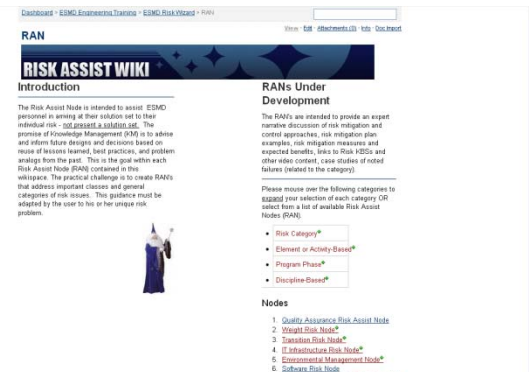 Dashboard > ESMD Engineering Training > ESMD Risk Wizard > RAN
RAN
View · Edit · Attachments (0) · Info · Doc Import
RISK ASSIST WIKI
Introduction
The Risk Assist Node is intended to assist ESMD
personnel in arriving at their solution set to their
individual risk - not present a solution set. The
promise of Knowledge Management (KM) is to advise
and inform future designs and decisions based on
reuse of lessons learned, best practices, and problem
analogs from the past. This is the goal within each
Risk Assist Node (RAN) contained in this
wikispace. The practical challenge is to create RAN's
that address important classes and general
categories of risk issues. This guidance must be
adapted by the user to his or her unique risk
problem.
RANs Under
Development
The RAN's are intended to provide an expert
narrative discussion of risk mitigation and
control approaches, risk mitigation plan
examples, risk mitigation measures and
expected benefits, links to Risk KBSs and
other video content, case studies of noted
failures (related to the category).
Please mouse over the following categories to
expand your selection of each category OR
select from a list of available Risk Assist
Nodes (RAN).
• Risk Category
• Element or Activity-Based
• Program Phase
• Discipline-Based
Nodes
1. Quality Assurance Risk Assist Node
2. Weight Risk Node
3. Transition Risk Node
4. IT Infrastructure Risk Node
5. Environmental Management Node
6. Software Risk Node